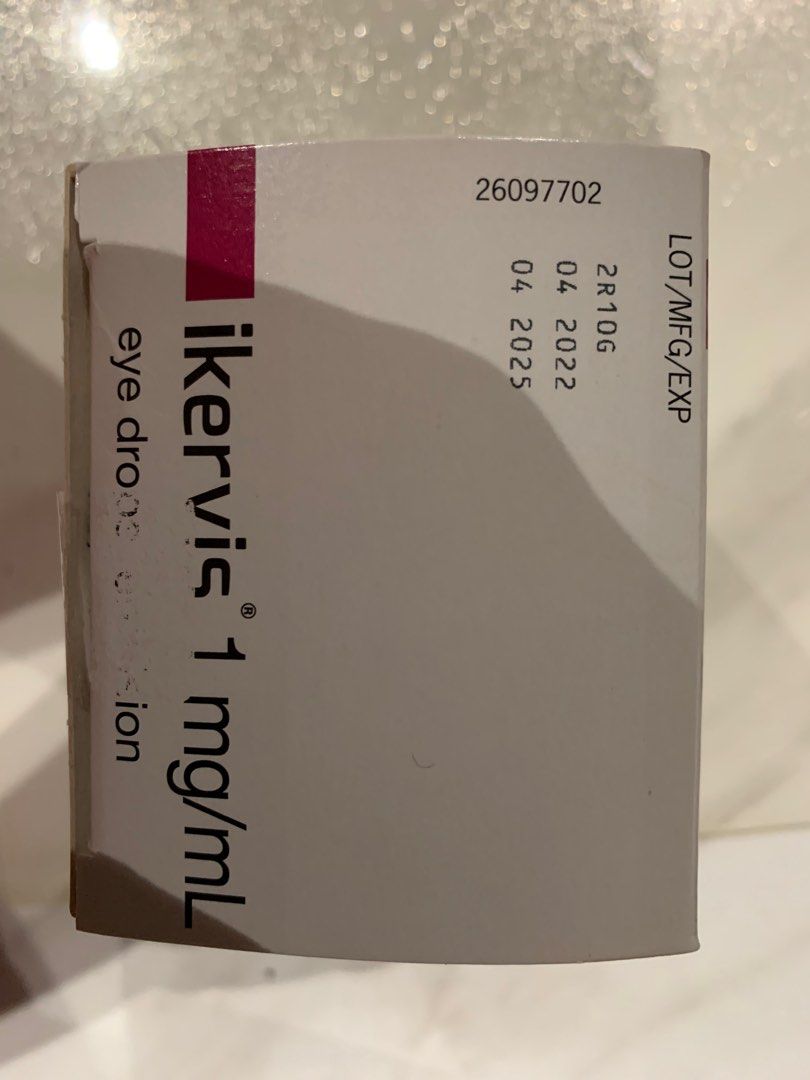 26097702
LOT/MFG/EXP
2R10G
04 2022
04 2025
ikervis® 1 mg/mL
eye